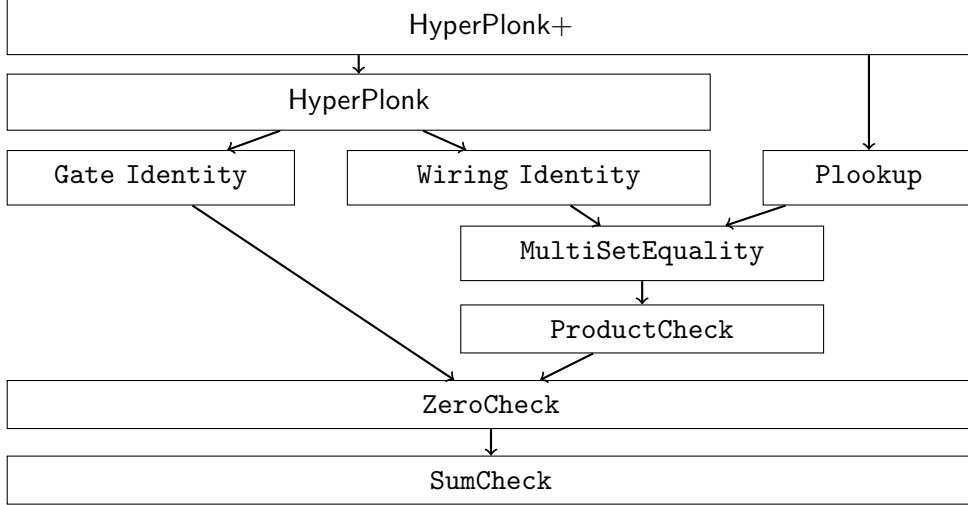 HyperPlonk+
HyperPlonk
Gate Identity
Wiring Identity
Plookup
MultiSetEquality
ProductCheck
ZeroCheck
SumCheck